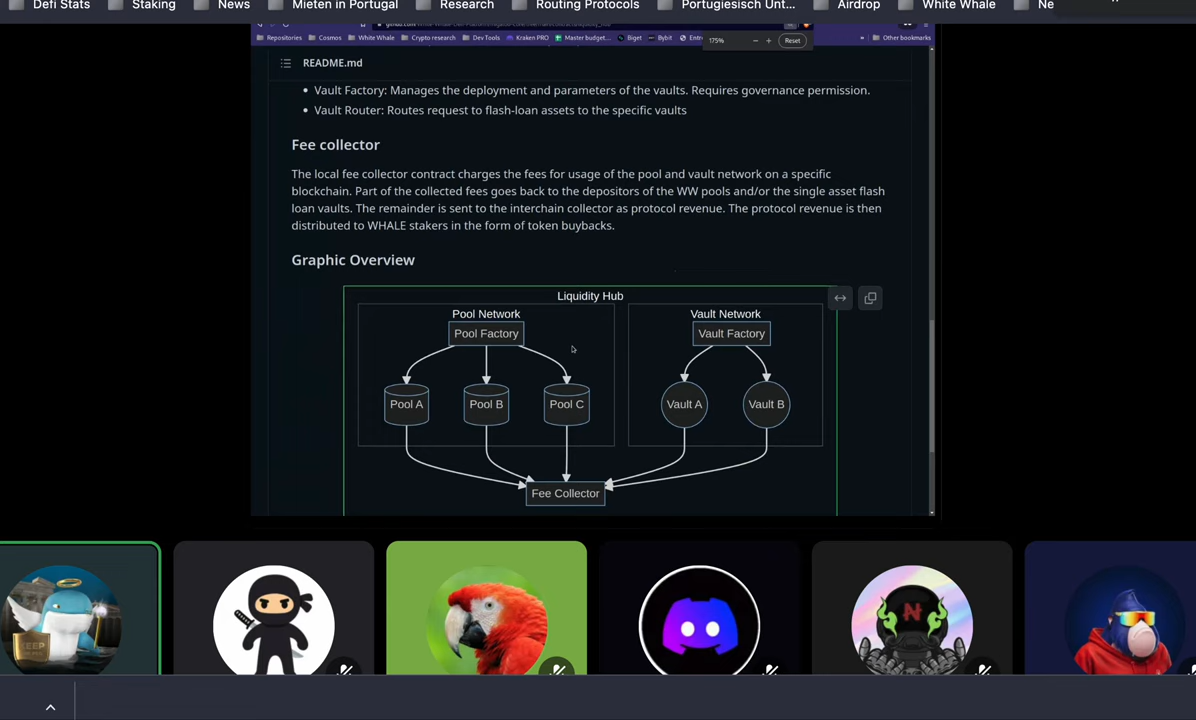 Defi Stats
Staking
News
Mieten in Portugal
Research
Routing Protocols
Portugiesisch Unt...
Airdrop
White Whale
Ne
Repositories
Cosmos
White Whale
Crypto research
Dev Tools
Kraken PRO
Master budget...
Biget
Bybit
Entr
175%
Reset
»
Other bookmarks
README.md
• Vault Factory: Manages the deployment and parameters of the vaults. Requires governance permission.
• Vault Router: Routes request to flash-loan assets to the specific vaults
Fee collector
The local fee collector contract charges the fees for usage of the pool and vault network on a specific
blockchain. Part of the collected fees goes back to the depositors of the WW pools and/or the single asset flash
loan vaults. The remainder is sent to the interchain collector as protocol revenue. The protocol revenue is then
distributed to WHALE stakers in the form of token buybacks.
Graphic Overview
Liquidity Hub
Pool Network
Vault Network
Pool Factory
Vault Factory
Pool A
Pool B
Pool C
Vault A
Vault B
Fee Collector
KEEP
N